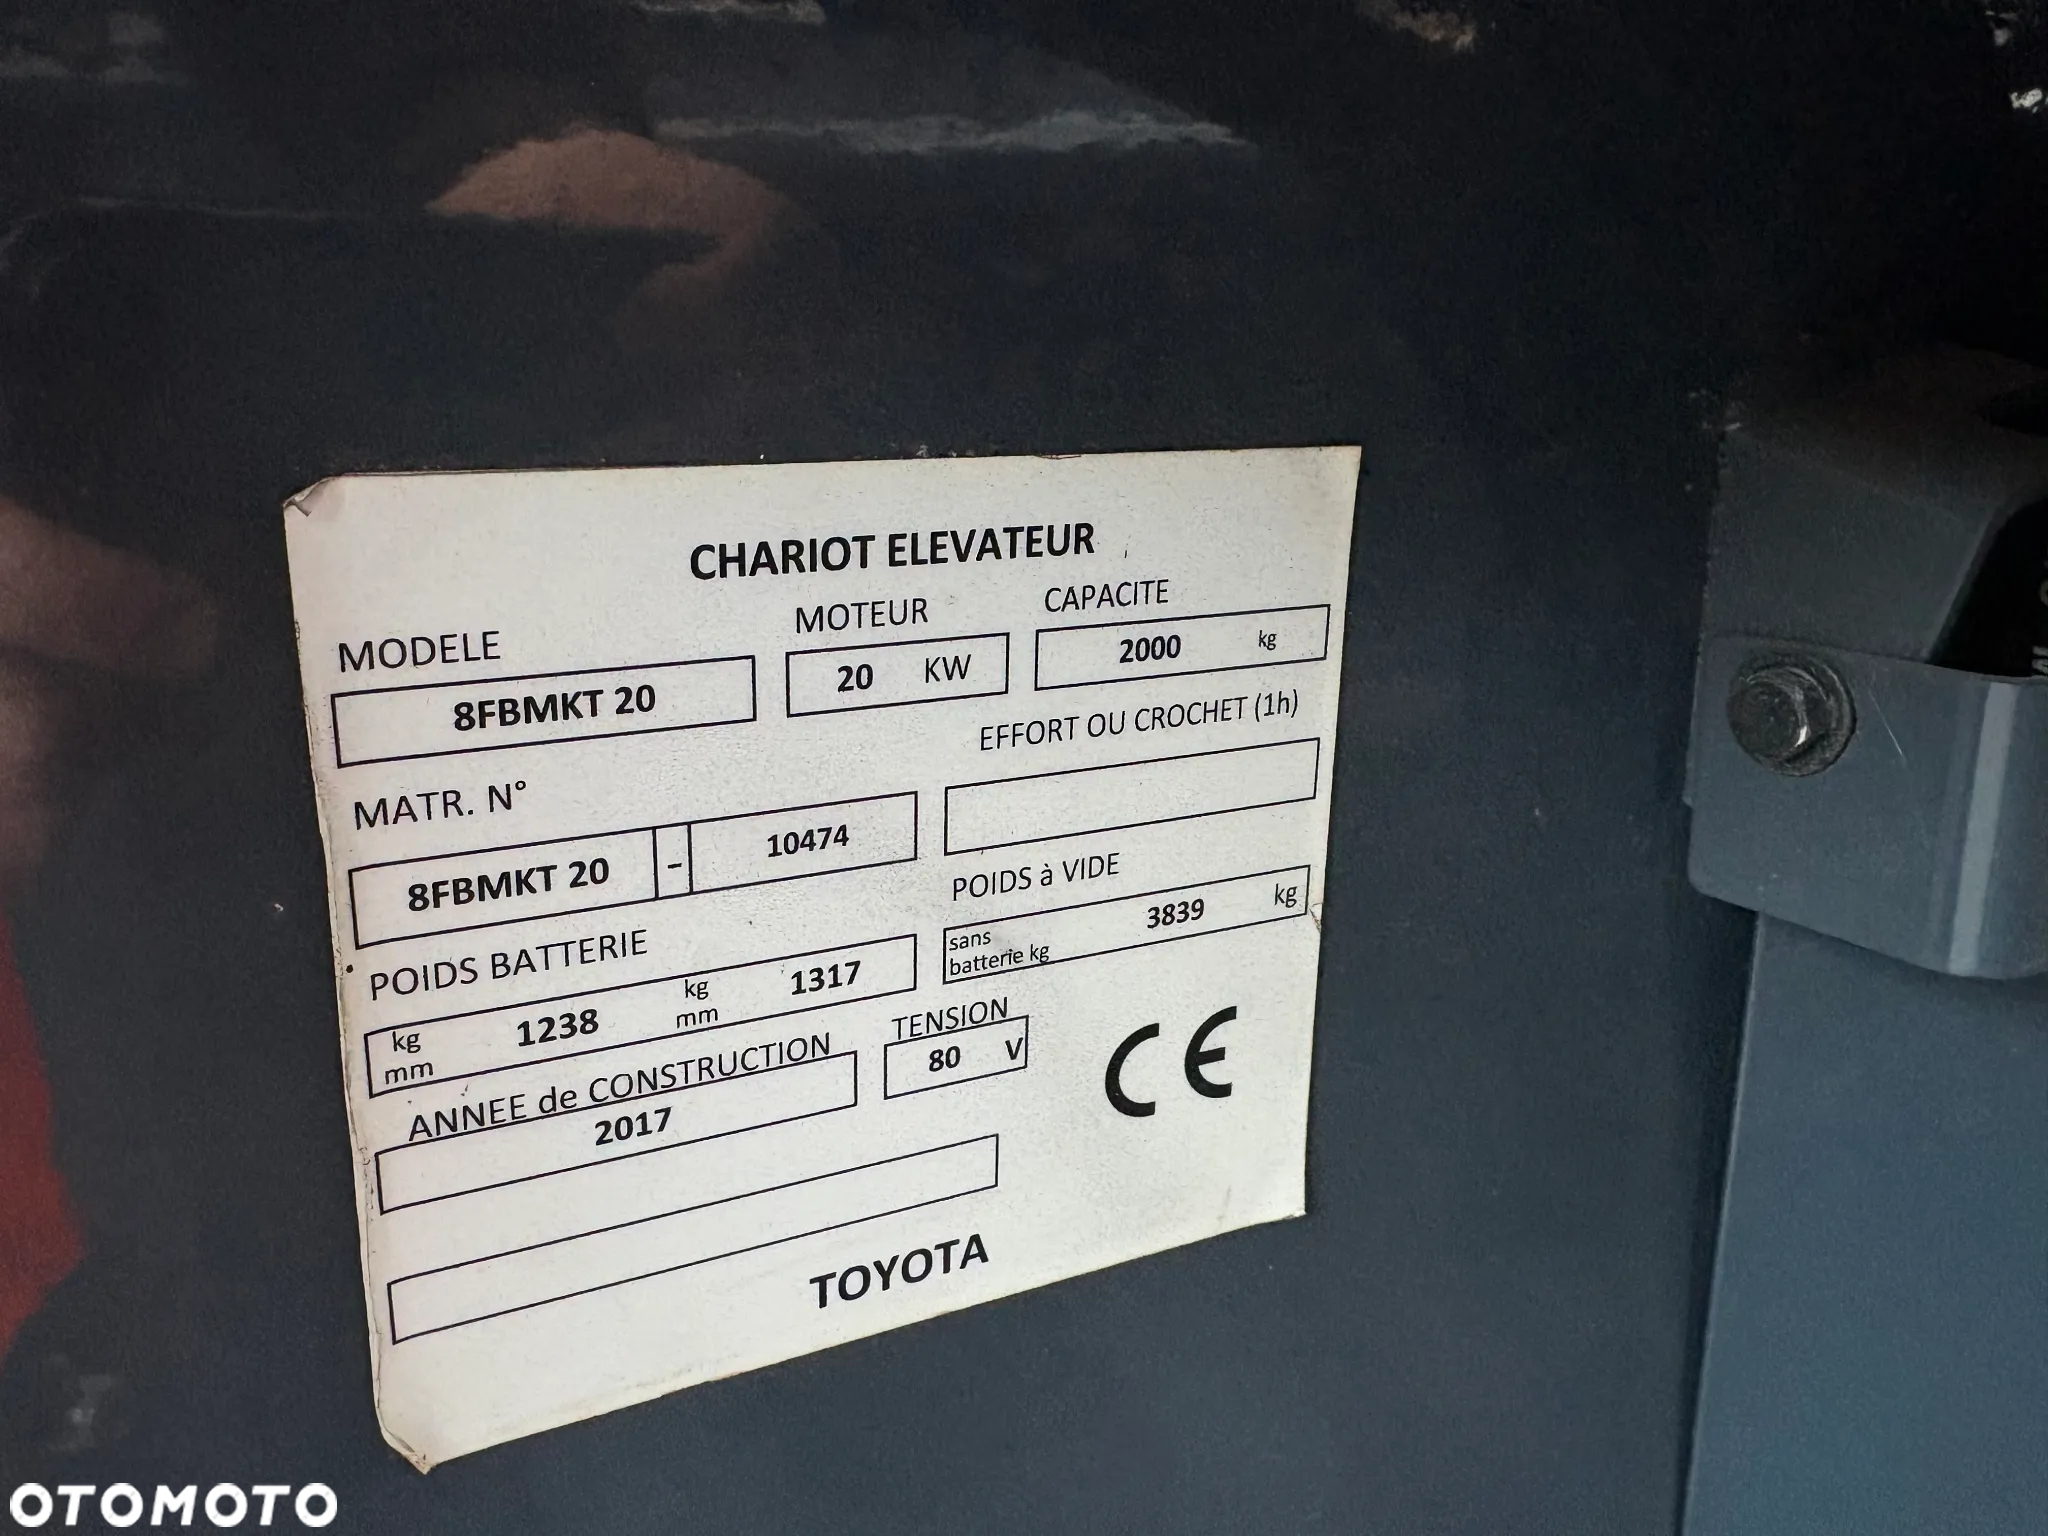 CHARIOT ELEVATEUR
MODELE
MOTEUR
CAPACITE
8FBMKT 20
20 KW
2000 kg
EFFORT OU CROCHET (1h)
MATR. N°
8FBMKT 20 - 10474
POIDS à VIDE
sans
batterie kg
3839 kg
POIDS BATTERIE
kg
mm
1238
kg
mm
1317
TENSION
80 V
ANNEE de CONSTRUCTION
2017
CE
TOYOTA
OTOMOTO